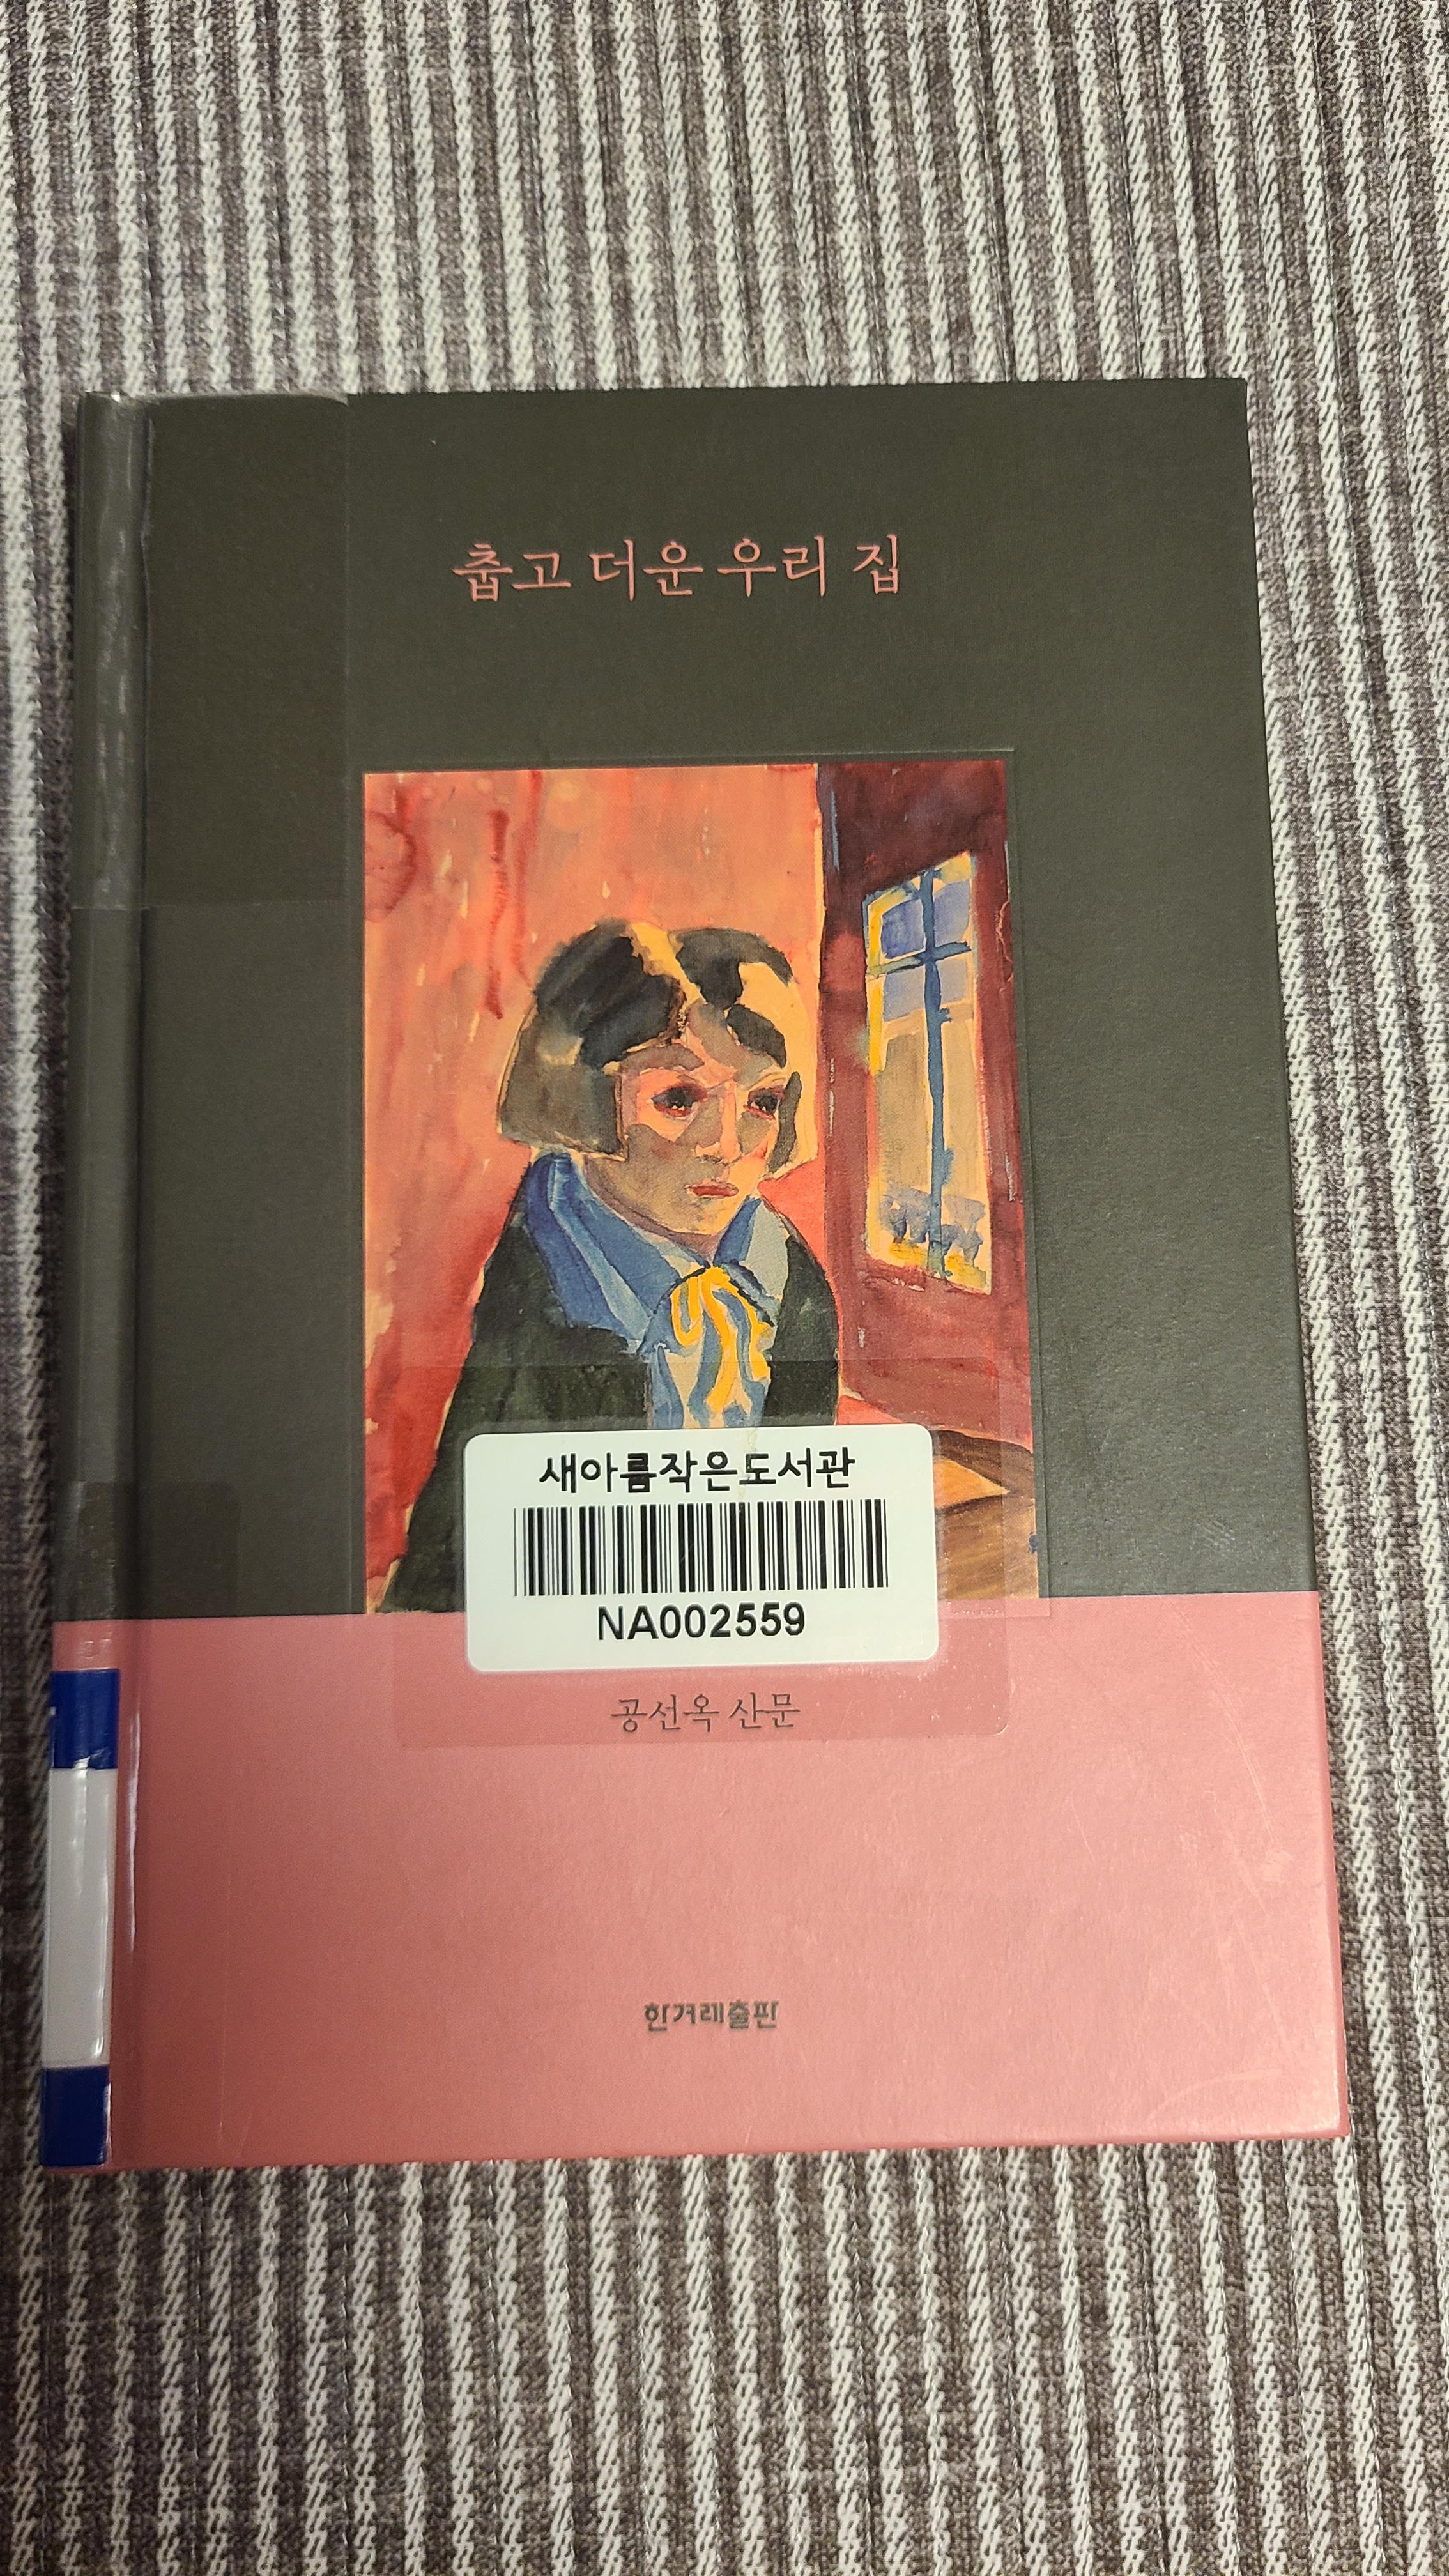 춥고 더운 우리 집
새아름작은도서관
NA002559
공선옥 산문
한겨레출판